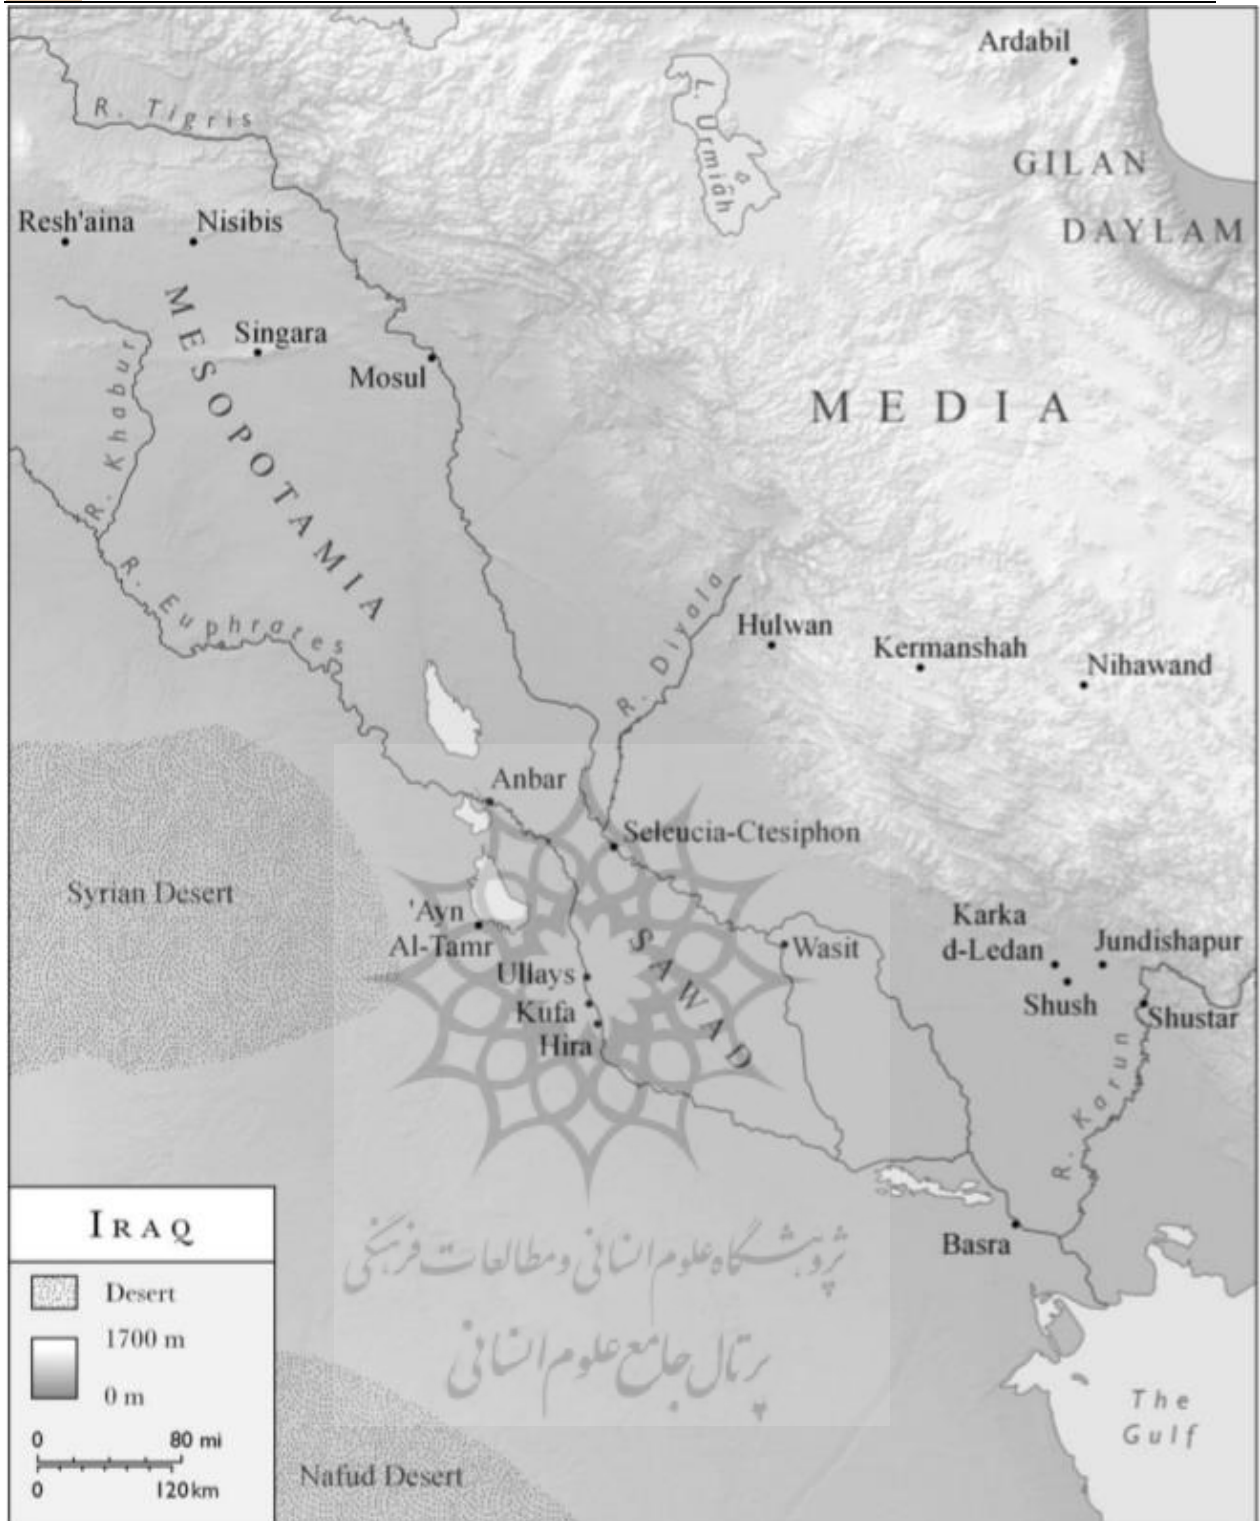 Ardabil
R. Tigris
L. Urmiāh
GILAN
DAYLAM
Resh'aina
Nisibis
MESOPOTAMIA
Singara
Mosul
R. Khabur
MEDIA
R. Euphrates
R. Diyala
Hulwan
Kermanshah
Nihawand
Anbar
Seleucia-Ctesiphon
Syrian Desert
'Ayn
Al-Tamr
SAWAD
Wasit
Karka
d-Ledan
Jundishapur
Ullays
Shush
Kufa
Shustar
Hira
R. Karun
Basra
پژوهشگاه علوم انسانی و مطالعات فرهنگی
پرتال جامع علوم انسانی
IRAQ
Desert
1700 m
0 m
0 80 mi
0 120 km
Nafud Desert
The
Gulf